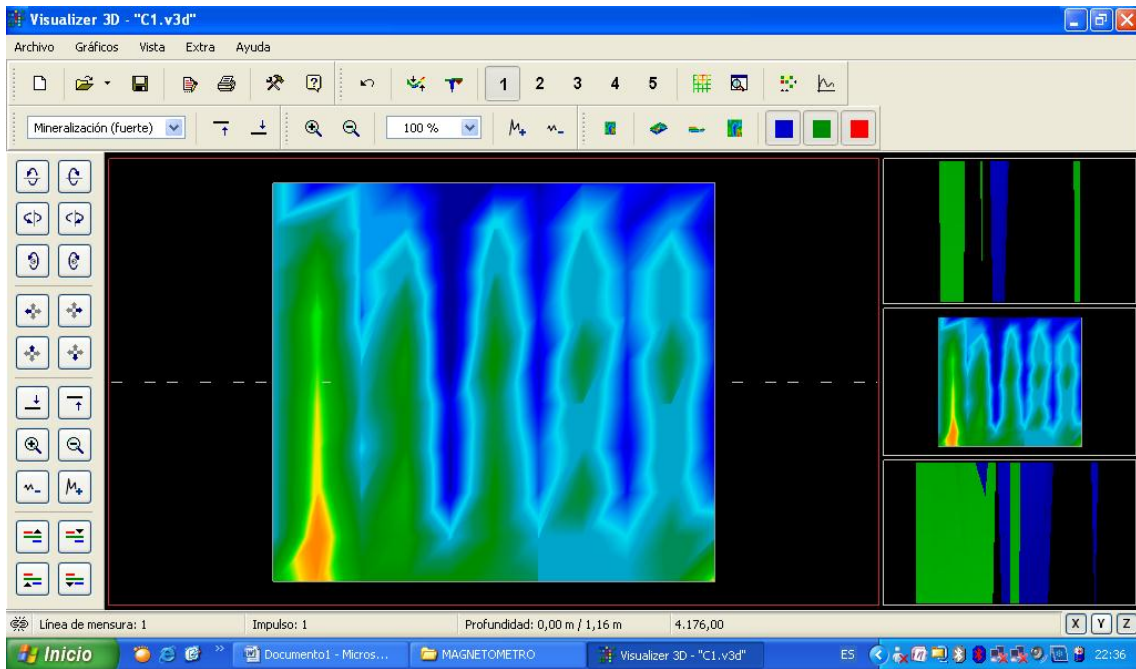 Visualizer 3D - "C1.v3d"
Archivo Gráficos Vista Extra Ayuda
1 2 3 4 5
Mineralización (fuerte) 100 %
Línea de mensura: 1 Impulso: 1 Profundidad: 0,00 m / 1,16 m 4.176,00 X Y Z
Inicio » Documento1 - Micros... MAGNETOMETRO Visualizer 3D - "C1.v3d" ES 22:36